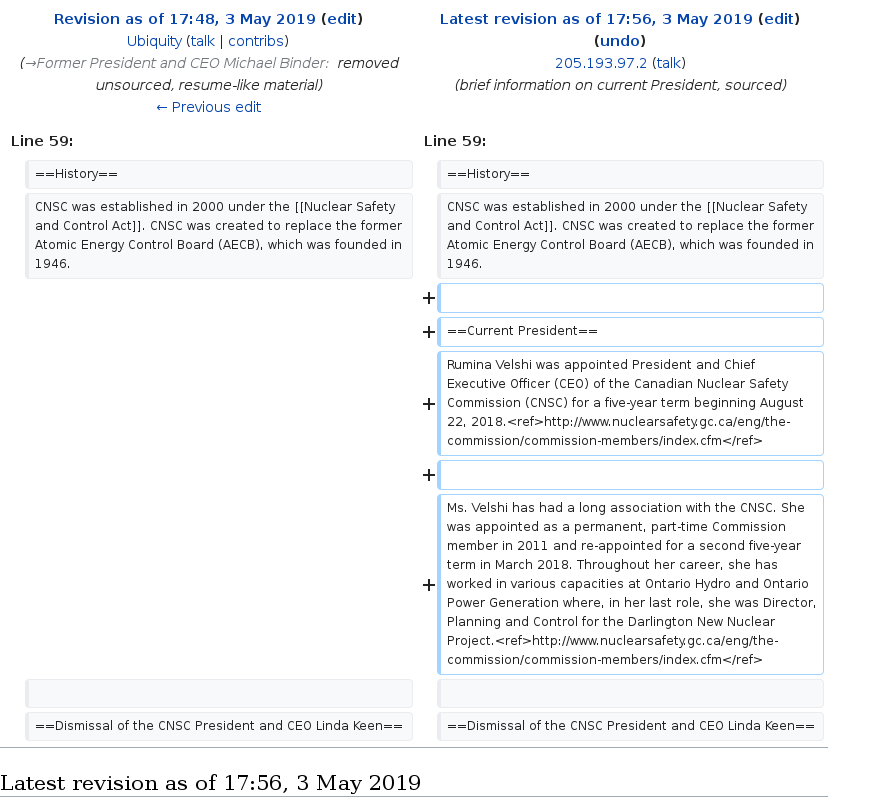 Revision as of 17:48, 3 May 2019 (edit)
Ubiquity (talk | contribs)
(→Former President and CEO Michael Binder: removed
unsourced, resume-like material)
← Previous edit
Latest revision as of 17:56, 3 May 2019 (edit)
(undo)
205.193.97.2 (talk)
(brief information on current President, sourced)
Line 59:
Line 59:
==History==
==History==
CNSC was established in 2000 under the [[Nuclear Safety
and Control Act]]. CNSC was created to replace the former
Atomic Energy Control Board (AECB), which was founded in
1946.
CNSC was established in 2000 under the [[Nuclear Safety
and Control Act]]. CNSC was created to replace the former
Atomic Energy Control Board (AECB), which was founded in
1946.
+
+
==Current President==
+
Rumina Velshi was appointed President and Chief
Executive Officer (CEO) of the Canadian Nuclear Safety
Commission (CNSC) for a five-year term beginning August
22, 2018.<ref>http://www.nuclearsafety.gc.ca/eng/the-
commission/commission-members/index.cfm</ref>
+
+
Ms. Velshi has had a long association with the CNSC. She
was appointed as a permanent, part-time Commission
member in 2011 and re-appointed for a second five-year
term in March 2018. Throughout her career, she has
worked in various capacities at Ontario Hydro and Ontario
Power Generation where, in her last role, she was Director,
Planning and Control for the Darlington New Nuclear
Project.<ref>http://www.nuclearsafety.gc.ca/eng/the-
commission/commission-members/index.cfm</ref>
==Dismissal of the CNSC President and CEO Linda Keen==
==Dismissal of the CNSC President and CEO Linda Keen==
Latest revision as of 17:56, 3 May 2019